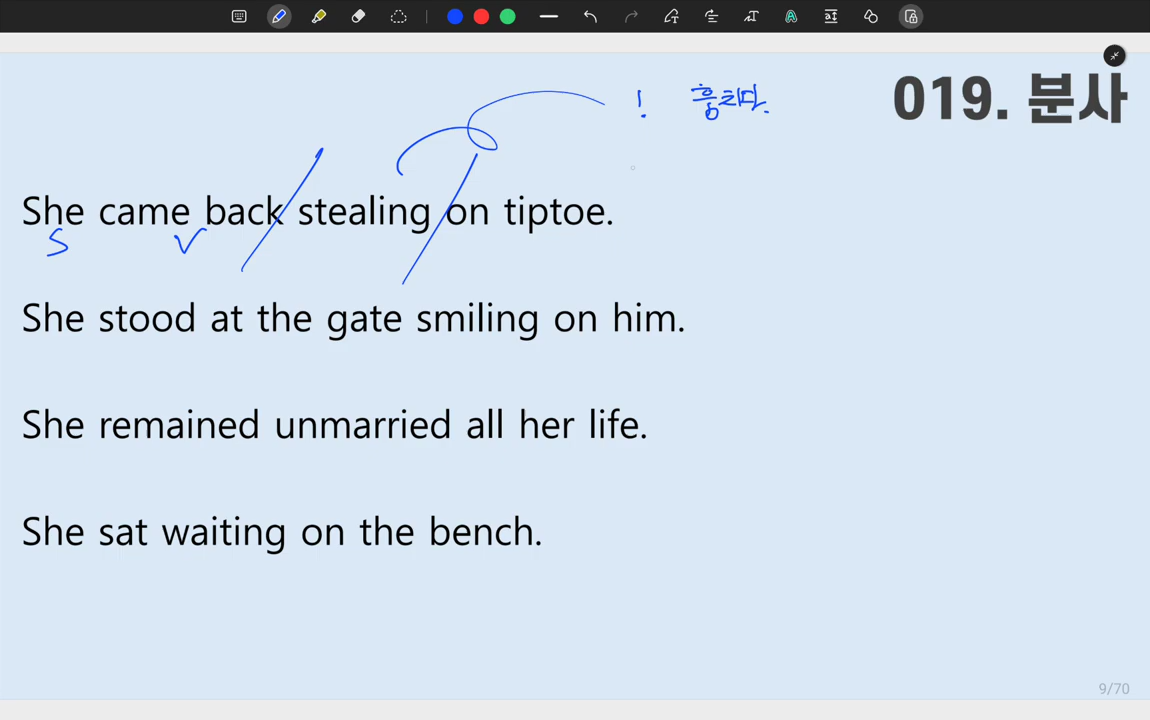 ! 훔치다.
019. 분사
She came back stealing on tiptoe.
S V
She stood at the gate smiling on him.
She remained unmarried all her life.
She sat waiting on the bench.
9/70